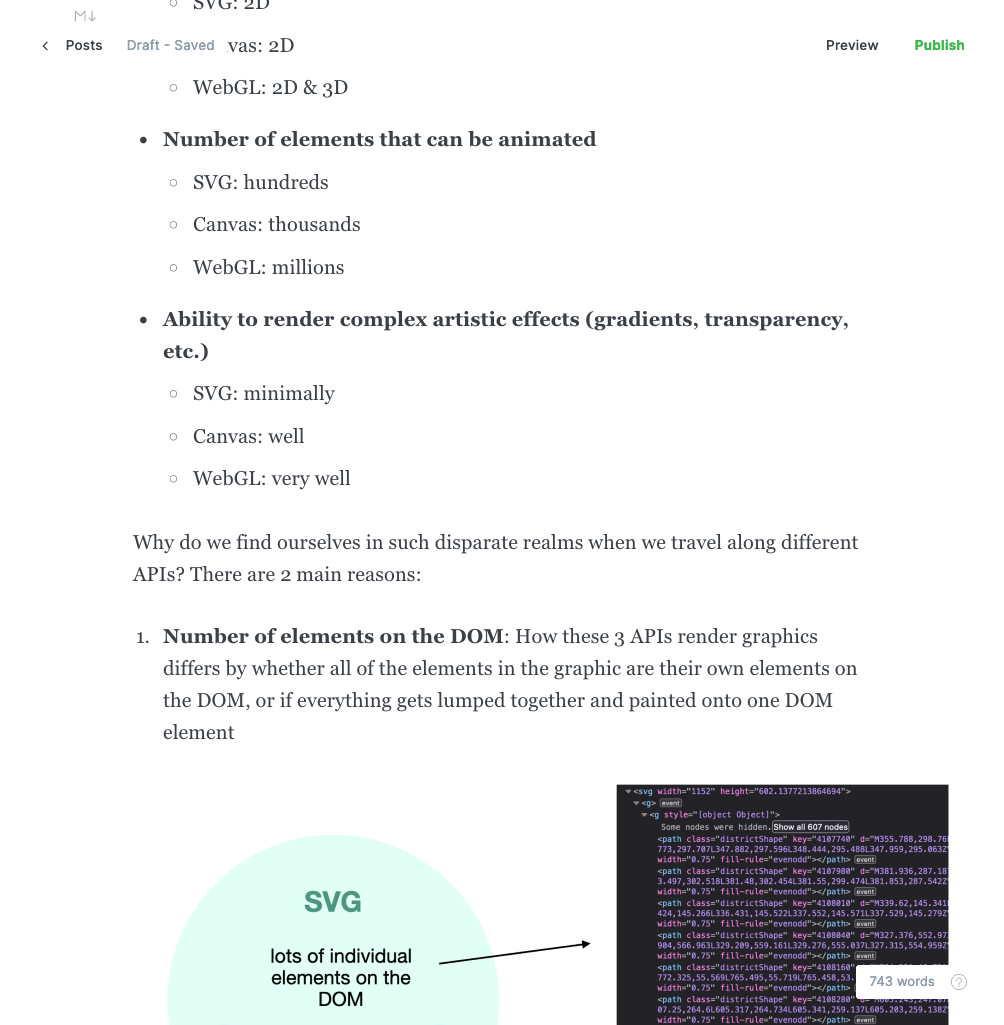 SVG: 2D
M↓
Posts
Draft - Saved
vas: 2D
Preview
Publish
WebGL: 2D & 3D
Number of elements that can be animated
SVG: hundreds
Canvas: thousands
WebGL: millions
Ability to render complex artistic effects (gradients, transparency,
etc.)
SVG: minimally
Canvas: well
WebGL: very well
Why do we find ourselves in such disparate realms when we travel along different
APIs? There are 2 main reasons:
1. Number of elements on the DOM: How these 3 APIs render graphics
differs by whether all of the elements in the graphic are their own elements on
the DOM, or if everything gets lumped together and painted onto one DOM
element
SVG
lots of individual
elements on the
DOM
<svg width="1152" height="602.1377213864694">
<g> event
<g style="[object Object]">
Some nodes were hidden. Show all 607 nodes
<path class="districtShape" key="4107740" d="M355.788,298.76
773,297.707L347.882,297.596L348.444,295.488L347.959,295.063Z"
width="0.75" fill-rule="evenodd"></path> event
<path class="districtShape" key="4107980" d="M381.936,287.18
3.497,302.518L381.48,302.454L381.55,299.474L381.853,287.542Z"
width="0.75" fill-rule="evenodd"></path> event
<path class="districtShape" key="4108010" d="M339.62,145.341
424,145.266L336.431,145.522L337.552,145.571L337.529,145.279Z"
width="0.75" fill-rule="evenodd"></path> event
<path class="districtShape" key="4108040" d="M327.376,552.97
904,566.963L329.209,559.161L329.276,555.037L327.315,554.959Z"
width="0.75" fill-rule="evenodd"></path> event
<path class="districtShape" key="4108160"
772.325,55.569L765.495,55.719L765.458,53.
width="0.75" fill-rule="evenodd"></path>
<path class="districtShape" key="4108280"
07.25,264.6L605.317,264.734L605.341,259.137L605.203,259.138Z"
width="0.75" fill-rule="evenodd"></path> event
743 words
?